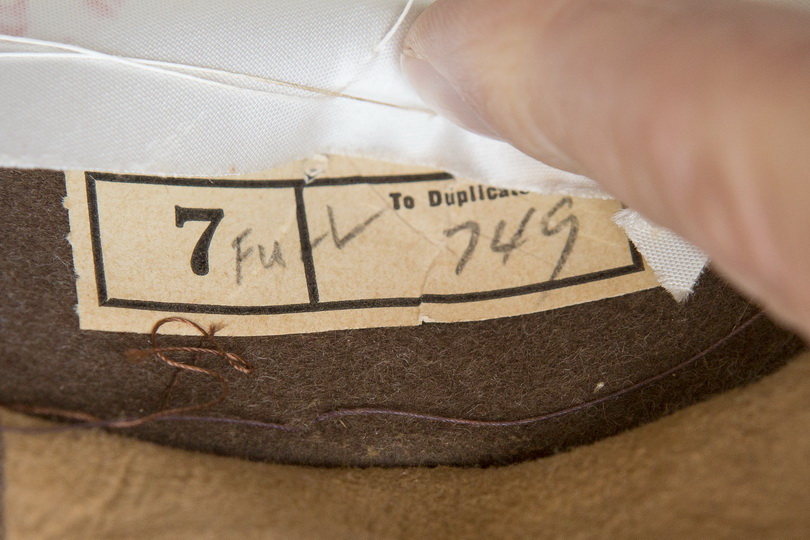 7 FULL
To Duplicate
749